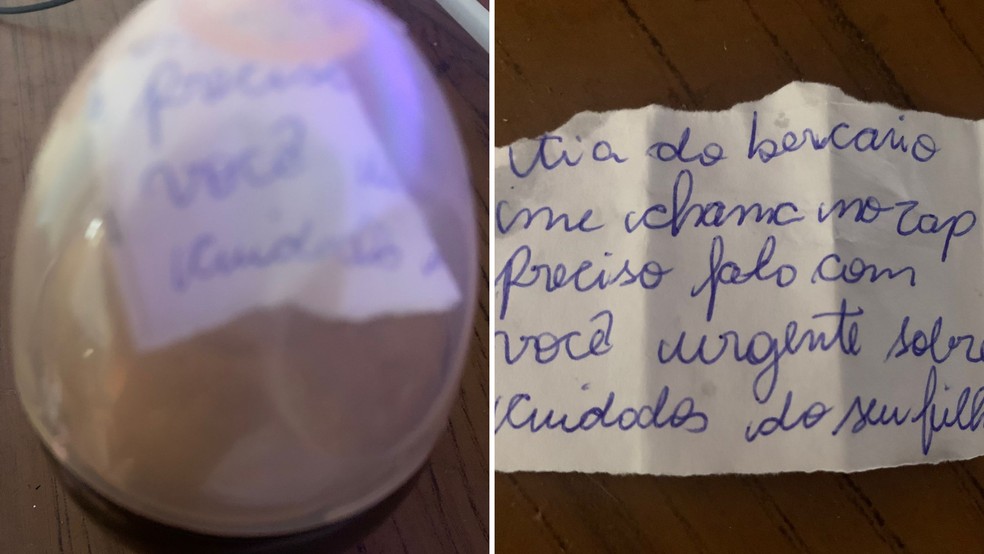 preciso
você
cuidados
tia do bercario
me chama no zap
preciso falo com
você urgente sobre
cuidados do seu filh